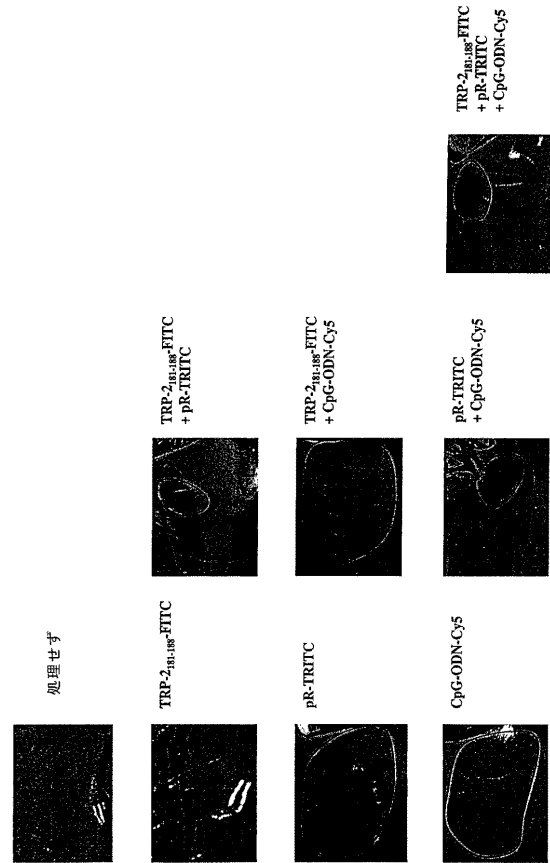 処理せず
TRP-2181-188-FITC
TRP-2181-188-FITC
+ pR-TRITC
pR-TRITC
TRP-2181-188-FITC
+ CpG-ODN-Cy5
CpG-ODN-Cy5
pR-TRITC
+ CpG-ODN-Cy5
TRP-2181-188-FITC
+ pR-TRITC
+ CpG-ODN-Cy5